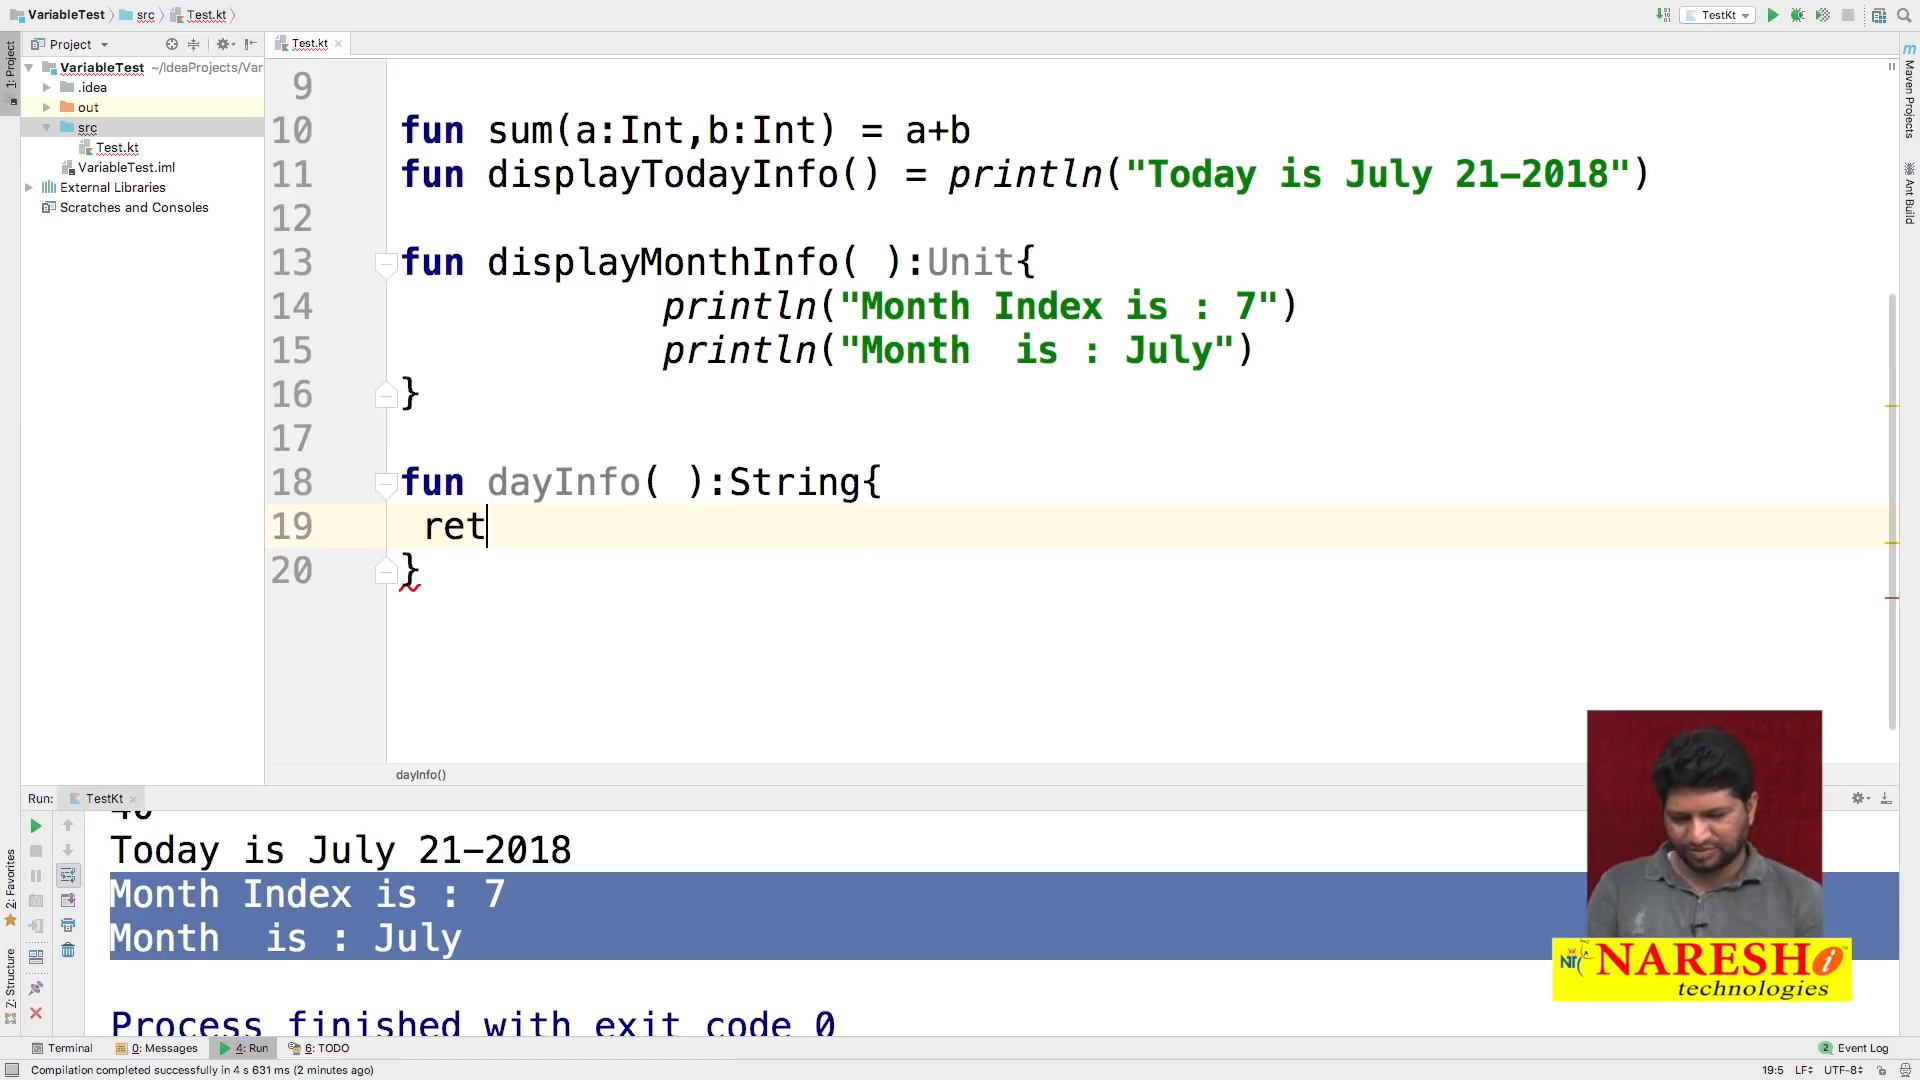 VariableTest src Test.kt
TestKt
Project
Test.kt
1: Project
VariableTest ~/IdeaProjects/Var
.idea
out
src
Test.kt
VariableTest.iml
External Libraries
Scratches and Consoles
9
10 fun sum(a:Int,b:Int) = a+b
11 fun displayTodayInfo() = println("Today is July 21-2018")
12
13 fun displayMonthInfo( ):Unit{
14 println("Month Index is : 7")
15 println("Month  is : July")
16 }
17
18 fun dayInfo( ):String{
19 ret
20 }
dayInfo()
Maven Projects
Ant Build
Run: TestKt
Today is July 21-2018
Month Index is : 7
Month  is : July
Process finished with exit code 0
2: Favorites
Z: Structure
NARESH i
technologies
Terminal 0: Messages 4: Run 6: TODO
2 Event Log
Compilation completed successfully in 4 s 631 ms (2 minutes ago)
19:5 LF UTF-8